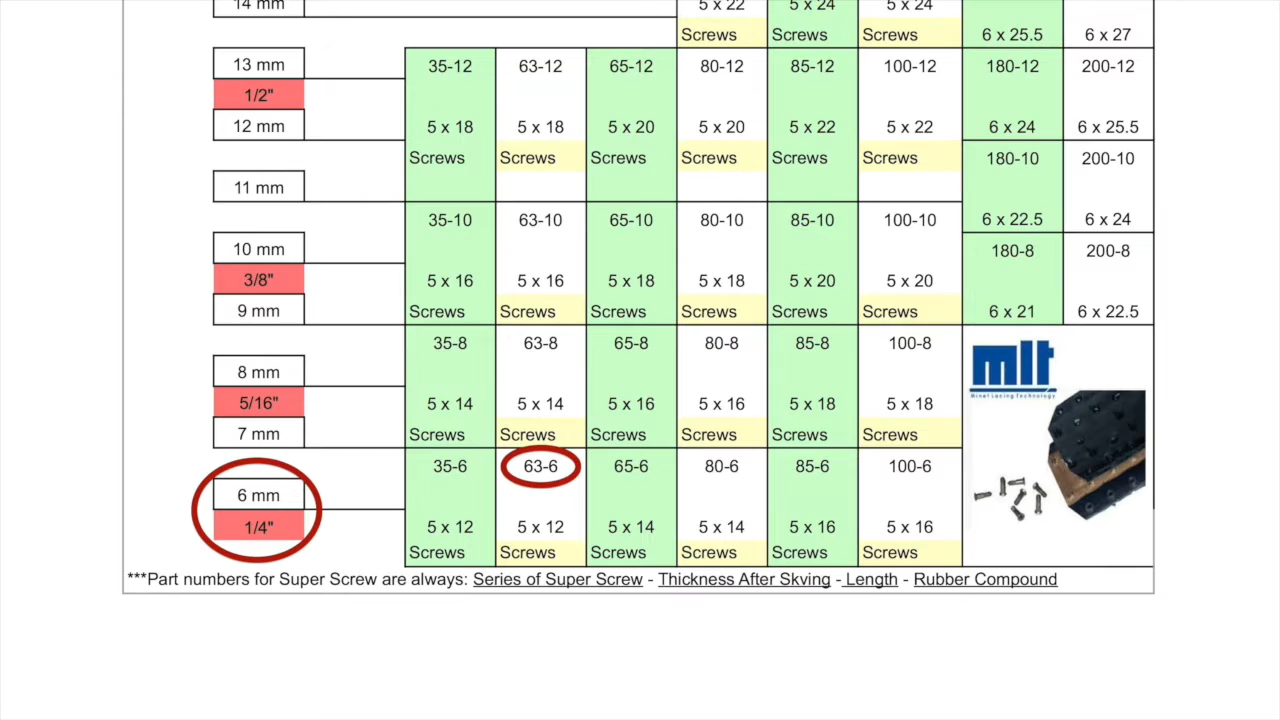 14 mm 5 x 22 5 x 24 5 x 24
Screws Screws Screws 6 x 25.5 6 x 27
13 mm 35-12 63-12 65-12 80-12 85-12 100-12 180-12 200-12
1/2"
12 mm 5 x 18 5 x 18 5 x 20 5 x 20 5 x 22 5 x 22 6 x 24 6 x 25.5
Screws Screws Screws Screws Screws Screws 180-10 200-10
11 mm
35-10 63-10 65-10 80-10 85-10 100-10 6 x 22.5 6 x 24
10 mm 180-8 200-8
3/8" 5 x 16 5 x 16 5 x 18 5 x 18 5 x 20 5 x 20
9 mm Screws Screws Screws Screws Screws Screws 6 x 21 6 x 22.5
35-8 63-8 65-8 80-8 85-8 100-8
mlt
8 mm
Minet Lacing Technology
5/16" 5 x 14 5 x 14 5 x 16 5 x 16 5 x 18 5 x 18
7 mm Screws Screws Screws Screws Screws Screws
35-6 63-6 65-6 80-6 85-6 100-6
6 mm
1/4" 5 x 12 5 x 12 5 x 14 5 x 14 5 x 16 5 x 16
Screws Screws Screws Screws Screws Screws
***Part numbers for Super Screw are always: Series of Super Screw - Thickness After Skving - Length - Rubber Compound